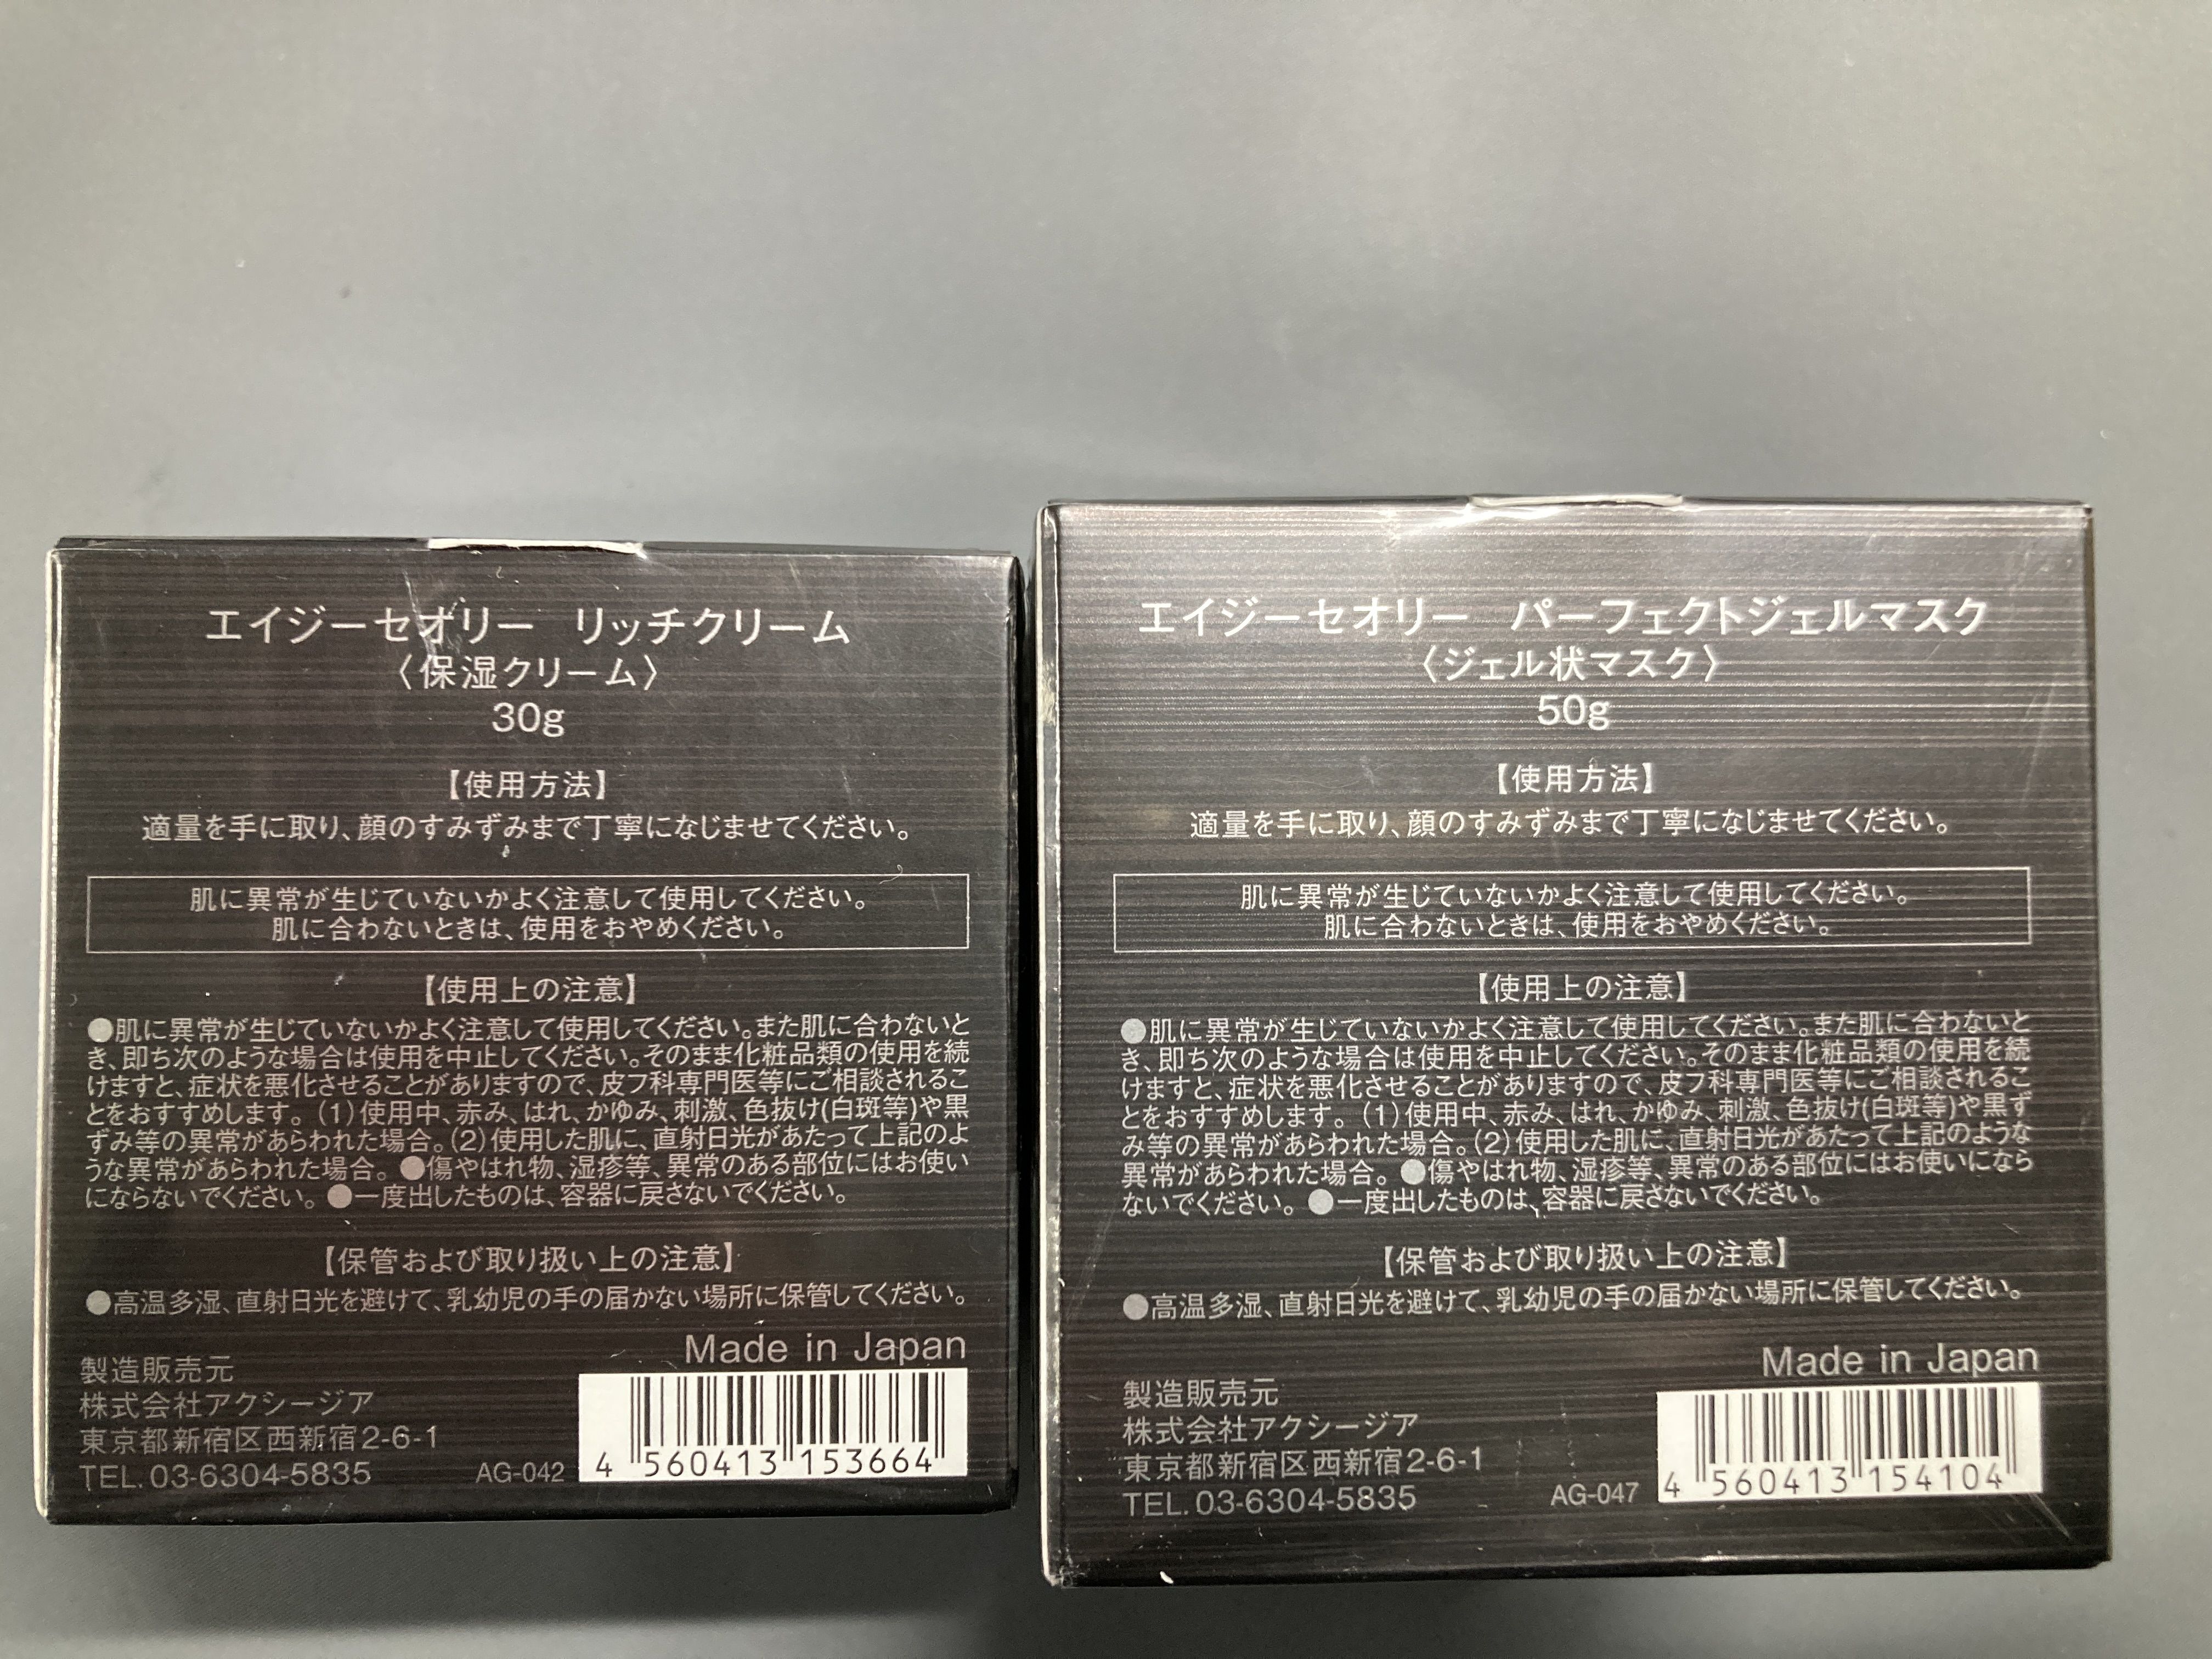 エイジーセオリー リッチクリーム
〈保湿クリーム〉
30g
【使用方法】
適量を手に取り、顔のすみずみまで丁寧になじませてください。
肌に異常が生じていないかよく注意して使用してください。
肌に合わないときは、使用をおやめください。
【使用上の注意】
●肌に異常が生じていないかよく注意して使用してください。また肌に合わないと
き、即ち次のような場合は使用を中止してください。そのまま化粧品類の使用を続
けますと、症状を悪化させることがありますので、皮フ科専門医等にご相談されるこ
とをおすすめします。(1)使用中、赤み、はれ、かゆみ、刺激、色抜け(白斑等)や黒
ずみ等の異常があらわれた場合。(2)使用した肌に、直射日光があたって上記のよ
うな異常があらわれた場合。●傷やはれ物、湿疹等、異常のある部位にはお使い
にならないでください。●一度出したものは、容器に戻さないでください。
【保管および取り扱い上の注意】
●高温多湿、直射日光を避けて、乳幼児の手の届かない場所に保管してください。
Made in Japan
製造販売元
株式会社アクシージア
東京都新宿区西新宿2-6-1
TEL.03-6304-5835
AG-042
4 560413 153664
エイジーセオリー パーフェクトジェルマスク
〈ジェル状マスク〉
50g
【使用方法】
適量を手に取り、顔のすみずみまで丁寧になじませてください。
肌に異常が生じていないかよく注意して使用してください。
肌に合わないときは、使用をおやめください。
【使用上の注意】
●肌に異常が生じていないかよく注意して使用してください。また肌に合わないと
き、即ち次のような場合は使用を中止してください。そのまま化粧品類の使用を続
けますと、症状を悪化させることがありますので、皮フ科専門医等にご相談されるこ
とをおすすめします。(1)使用中、赤み、はれ、かゆみ、刺激、色抜け(白斑等)や黒ず
み等の異常があらわれた場合。(2)使用した肌に、直射日光があたって上記のような
異常があらわれた場合。●傷やはれ物、湿疹等、異常のある部位にはお使いになら
ないでください。●一度出したものは、容器に戻さないでください。
【保管および取り扱い上の注意】
●高温多湿、直射日光を避けて、乳幼児の手の届かない場所に保管してください。
Made in Japan
製造販売元
株式会社アクシージア
東京都新宿区西新宿2-6-1
TEL.03-6304-5835
AG-047
4 560413 154104